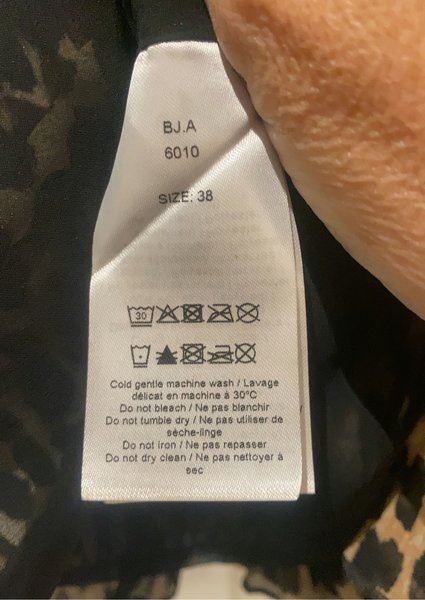 BJ.A
6010
SIZE: 38
30
Cold gentle machine wash / Lavage
délicat en machine à 30°C
Do not bleach / Ne pas blanchir
Do not tumble dry / Ne pas utiliser de
sèche-linge
Do not iron / Ne pas repasser
Do not dry clean / Ne pas nettoyer à
sec